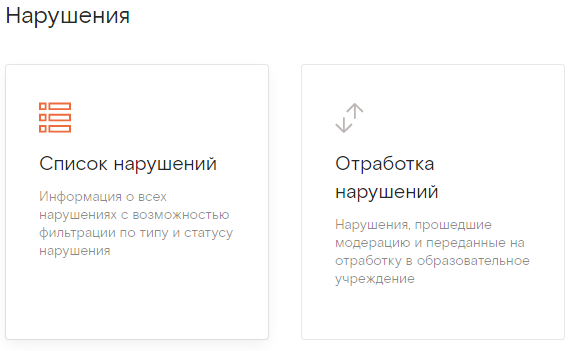 Нарушения
Список нарушений
Информация о всех
нарушениях с возможностью
фильтрации по типу и статусу
нарушения
Отработка
нарушений
Нарушения, прошедшие
модерацию и переданные на
отработку в образовательное
учреждение